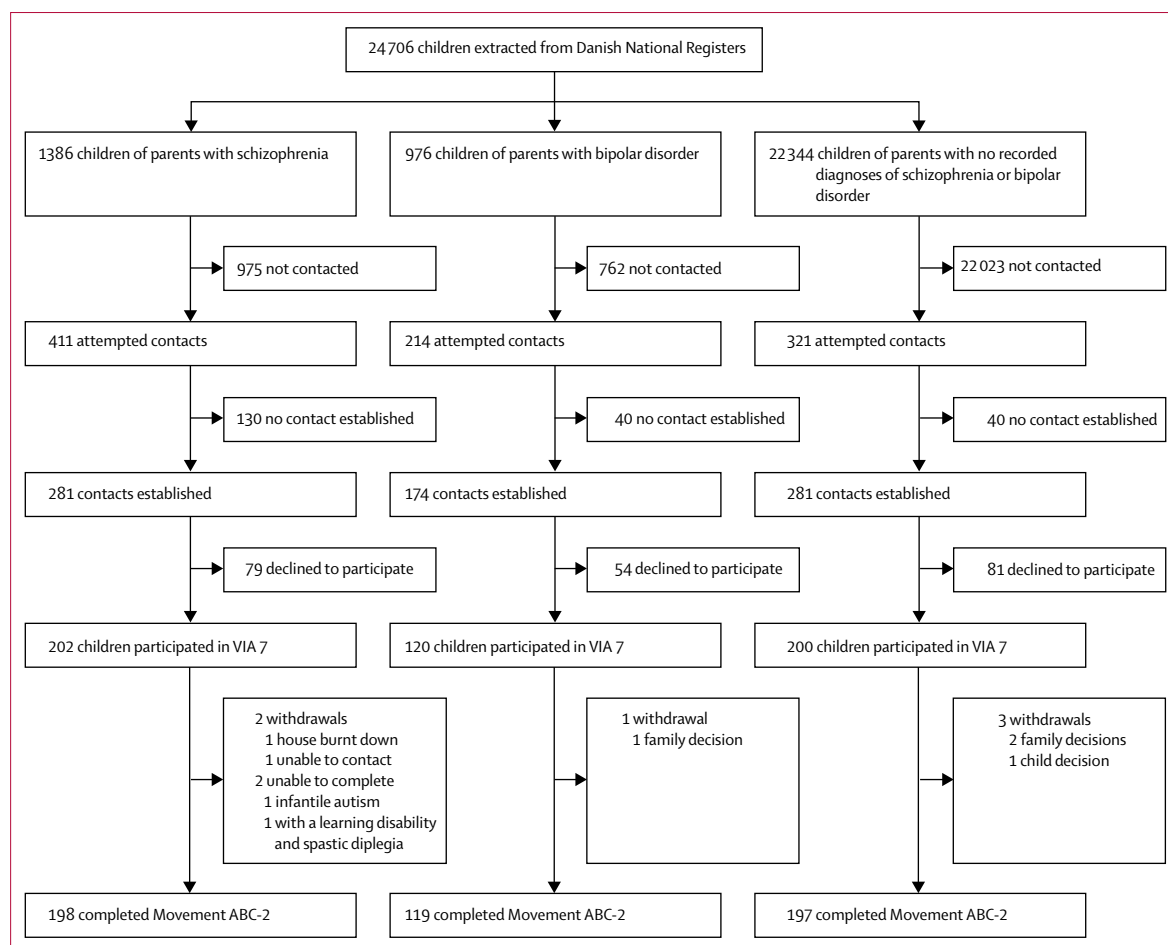 24 706 children extracted from Danish National Registers
1386 children of parents with schizophrenia
976 children of parents with bipolar disorder
22 344 children of parents with no recorded
diagnoses of schizophrenia or bipolar
disorder
975 not contacted
762 not contacted
22 023 not contacted
411 attempted contacts
214 attempted contacts
321 attempted contacts
130 no contact established
40 no contact established
40 no contact established
281 contacts established
174 contacts established
281 contacts established
79 declined to participate
54 declined to participate
81 declined to participate
202 children participated in VIA 7
120 children participated in VIA 7
200 children participated in VIA 7
2 withdrawals
1 house burnt down
1 unable to contact
2 unable to complete
1 infantile autism
1 with a learning disability
and spastic diplegia
1 withdrawal
1 family decision
3 withdrawals
2 family decisions
1 child decision
198 completed Movement ABC-2
119 completed Movement ABC-2
197 completed Movement ABC-2